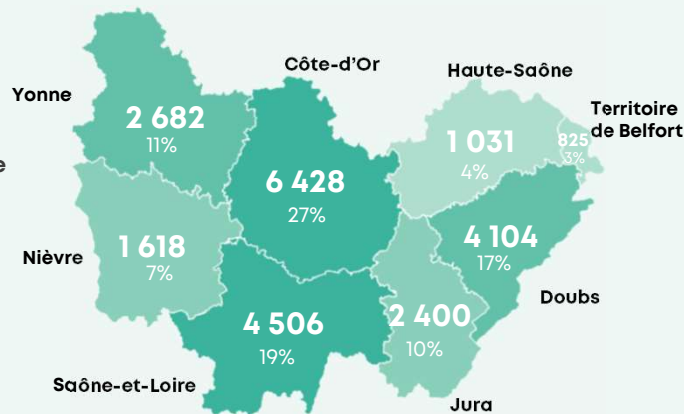 Côte-d'Or
Haute-Saône
Yonne
Territoire
de Belfort
2 682
11%
1 031
4%
825
3%
e
6 428
27%
Nièvre
1 618
7%
4 104
17%
Doubs
4 506
19%
2 400
10%
Saône-et-Loire
Jura